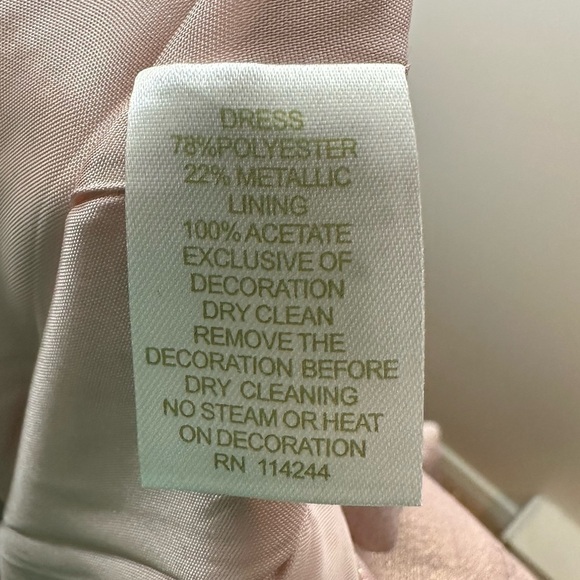 DRESS
78%POLYESTER
22% METALLIC
LINING
100% ACETATE
EXCLUSIVE OF
DECORATION
DRY CLEAN
REMOVE THE
DECORATION BEFORE
DRY CLEANING
NO STEAM OR HEAT
ON DECORATION
RN 114244